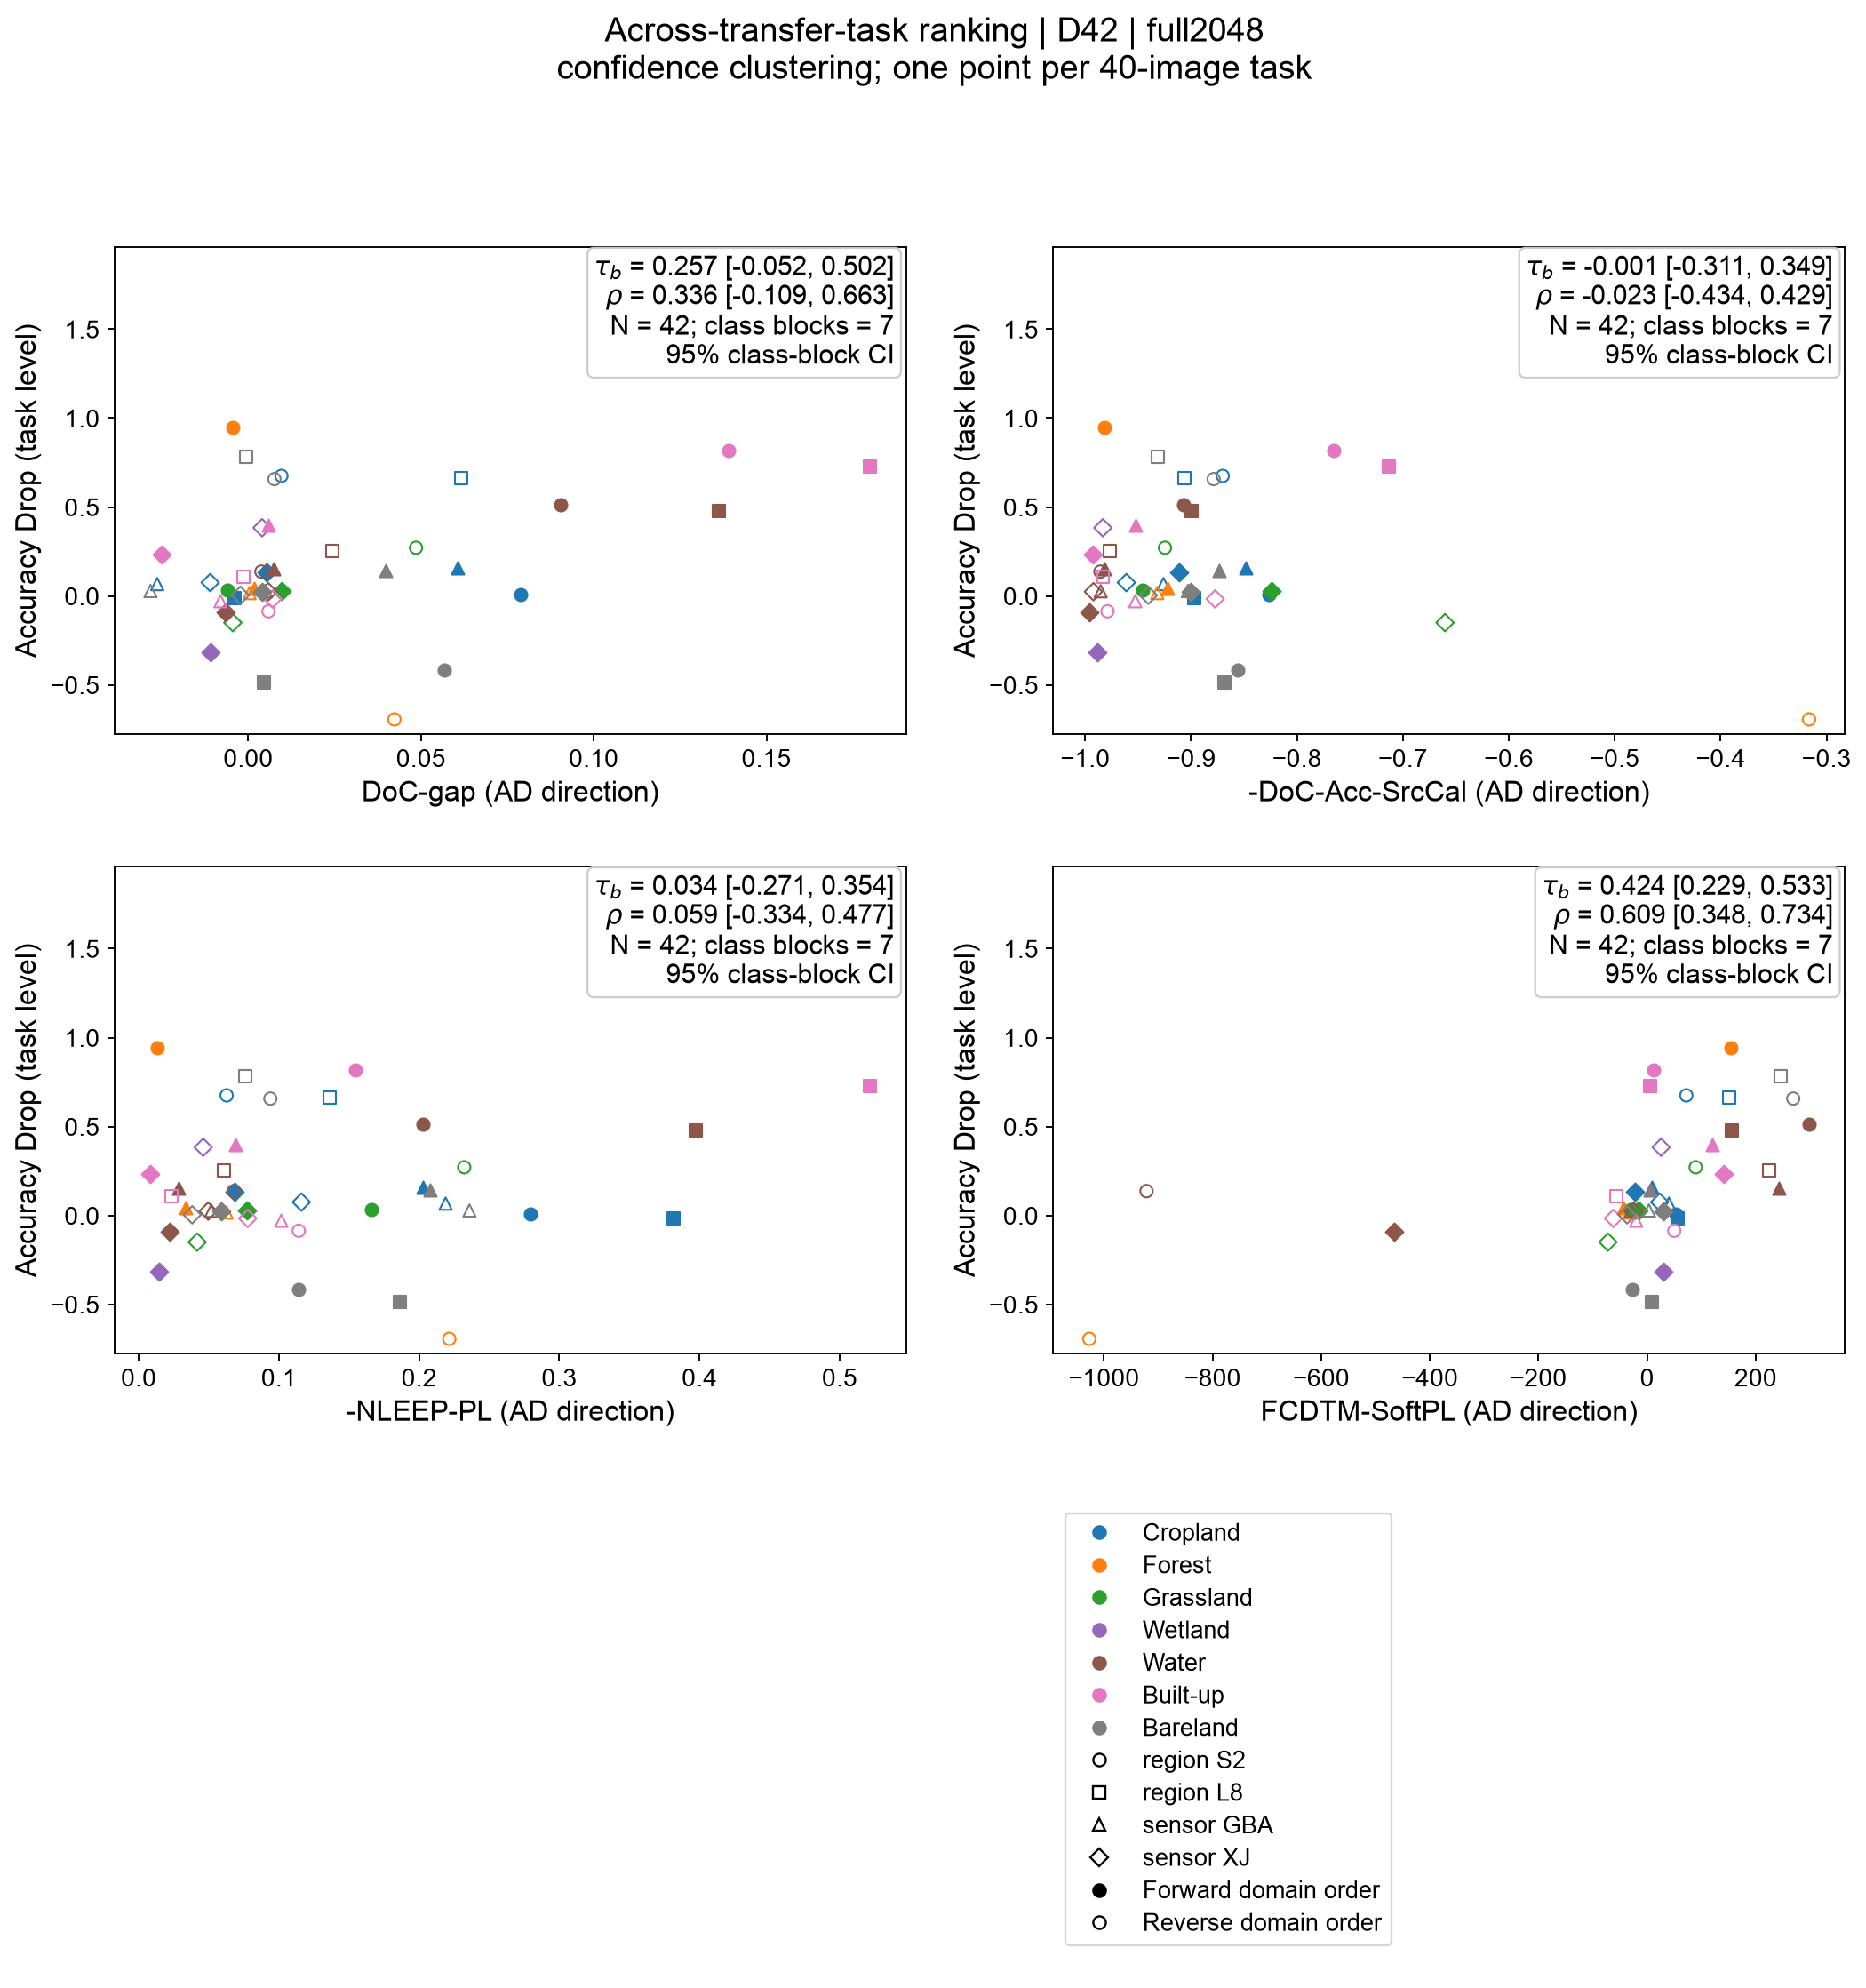 Across-transfer-task ranking | D42 | full2048
confidence clustering; one point per 40-image task
τb = 0.257 [-0.052, 0.502]
ρ = 0.336 [-0.109, 0.663]
N = 42; class blocks = 7
95% class-block CI
Accuracy Drop (task level)
1.5
1.0
0.5
0.0
−0.5
0.00 0.05 0.10 0.15
DoC-gap (AD direction)
τb = -0.001 [-0.311, 0.349]
ρ = -0.023 [-0.434, 0.429]
N = 42; class blocks = 7
95% class-block CI
Accuracy Drop (task level)
1.5
1.0
0.5
0.0
−0.5
−1.0 −0.9 −0.8 −0.7 −0.6 −0.5 −0.4 −0.3
-DoC-Acc-SrcCal (AD direction)
τb = 0.034 [-0.271, 0.354]
ρ = 0.059 [-0.334, 0.477]
N = 42; class blocks = 7
95% class-block CI
Accuracy Drop (task level)
1.5
1.0
0.5
0.0
−0.5
0.0 0.1 0.2 0.3 0.4 0.5
-NLEEP-PL (AD direction)
τb = 0.424 [0.229, 0.533]
ρ = 0.609 [0.348, 0.734]
N = 42; class blocks = 7
95% class-block CI
Accuracy Drop (task level)
1.5
1.0
0.5
0.0
−0.5
−1000 −800 −600 −400 −200 0 200
FCDTM-SoftPL (AD direction)
Cropland
Forest
Grassland
Wetland
Water
Built-up
Bareland
region S2
region L8
sensor GBA
sensor XJ
Forward domain order
Reverse domain order